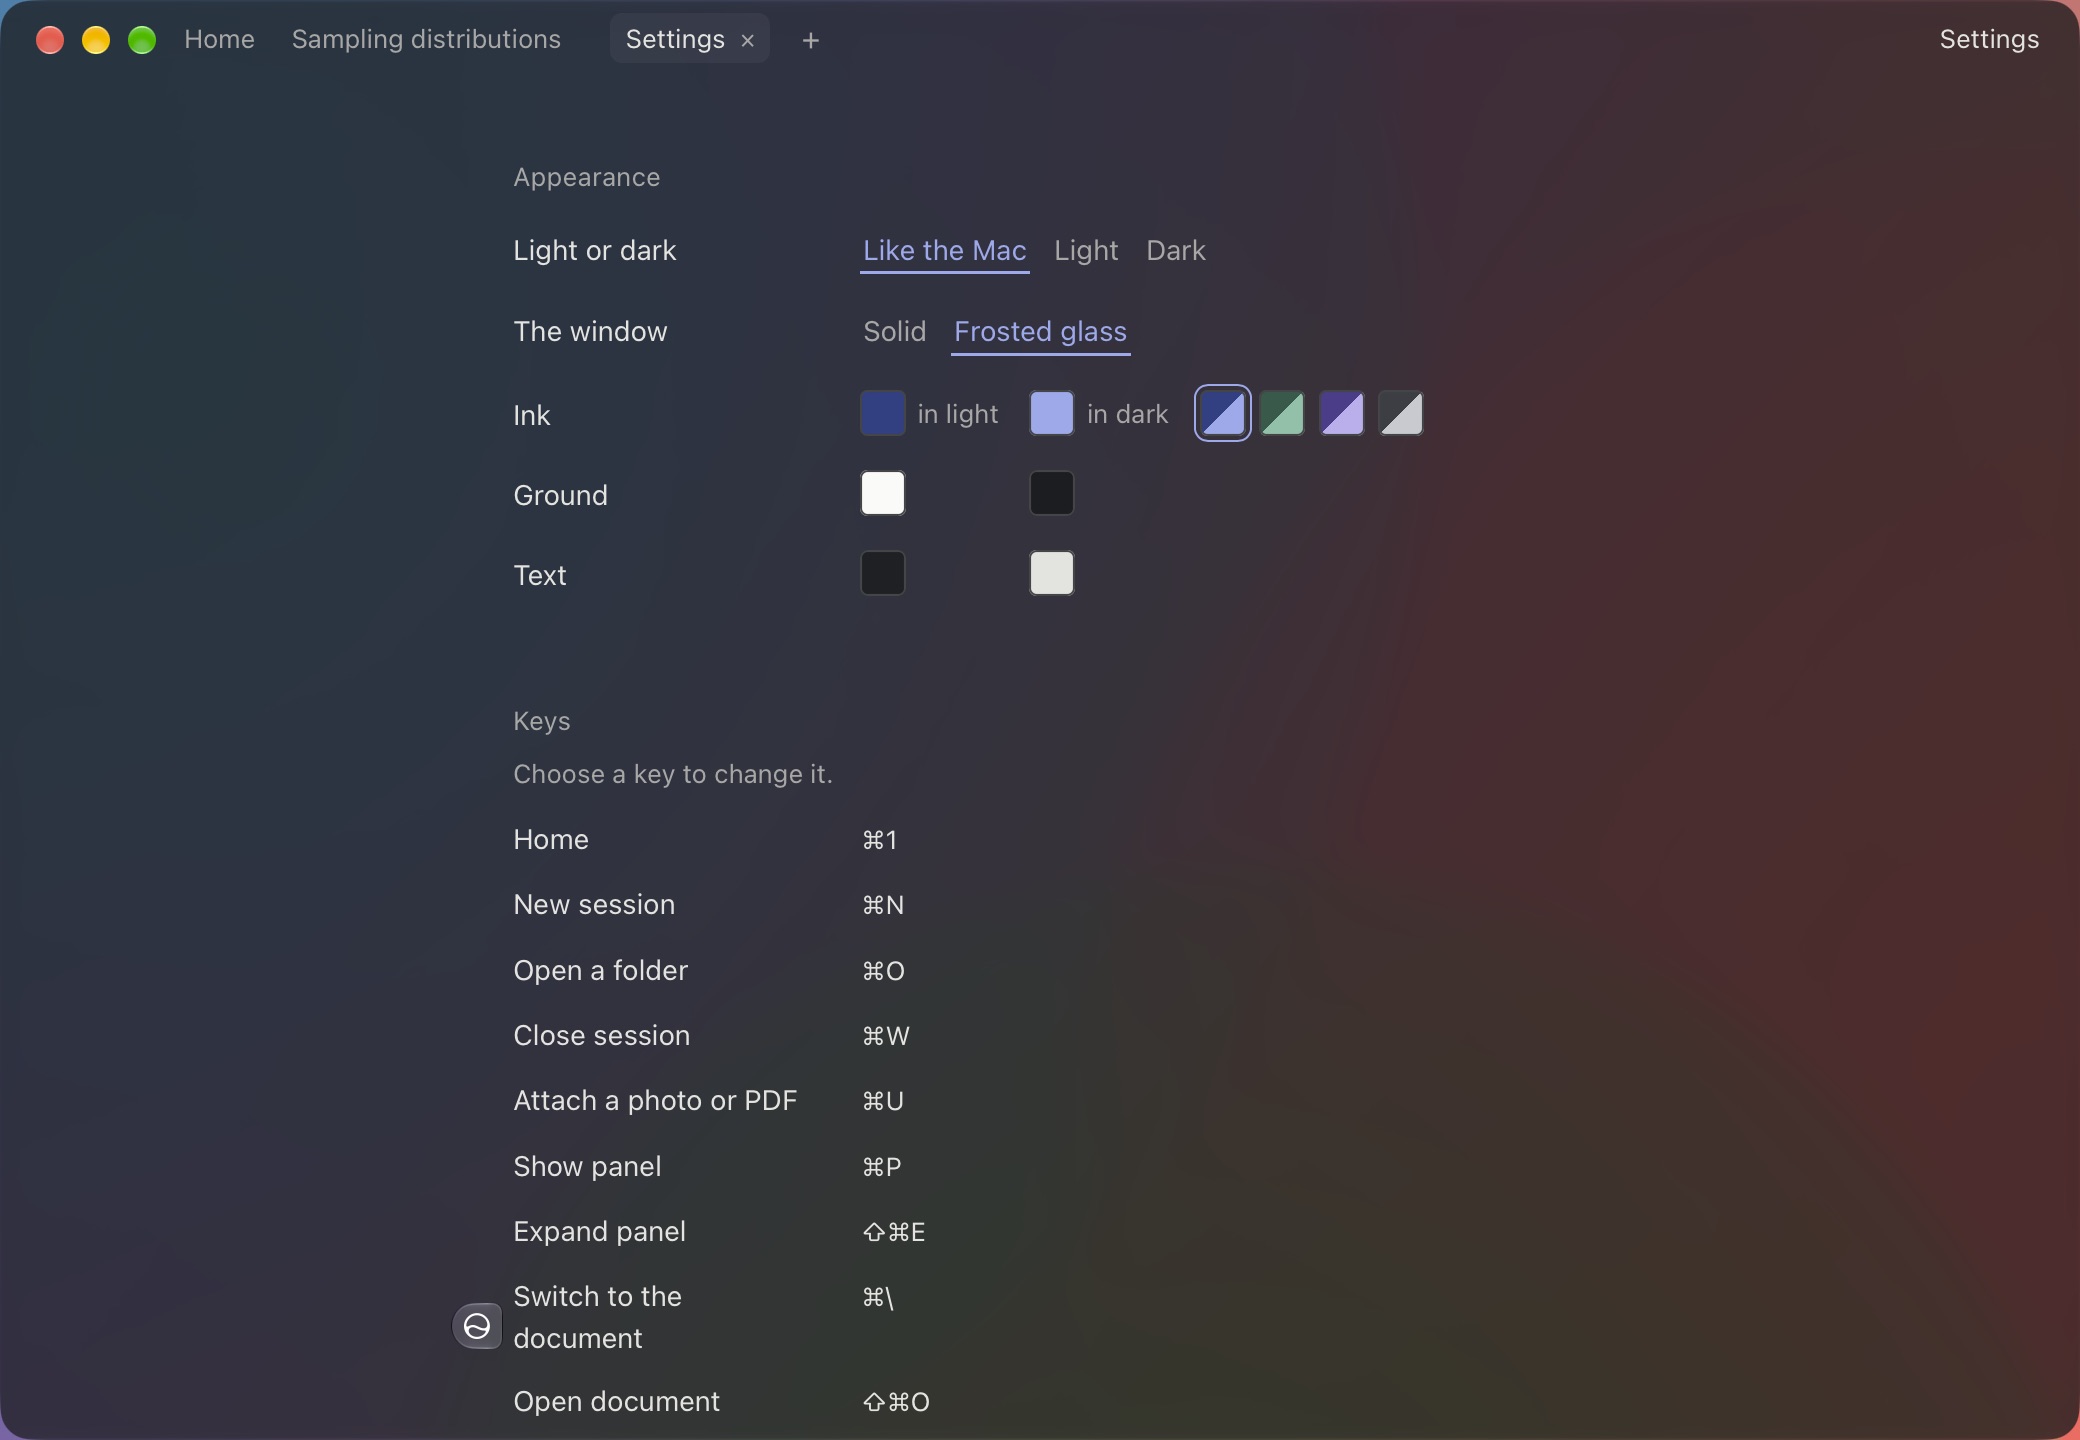 Home
Sampling distributions
Settings ×
+
Settings
Appearance
Light or dark
Like the Mac Light Dark
The window
Solid Frosted glass
Ink
in light in dark
Ground
Text
Keys
Choose a key to change it.
Home ⌘1
New session ⌘N
Open a folder ⌘O
Close session ⌘W
Attach a photo or PDF ⌘U
Show panel ⌘P
Expand panel ⇧⌘E
Switch to the ⌘\
document
Open document ⇧⌘O